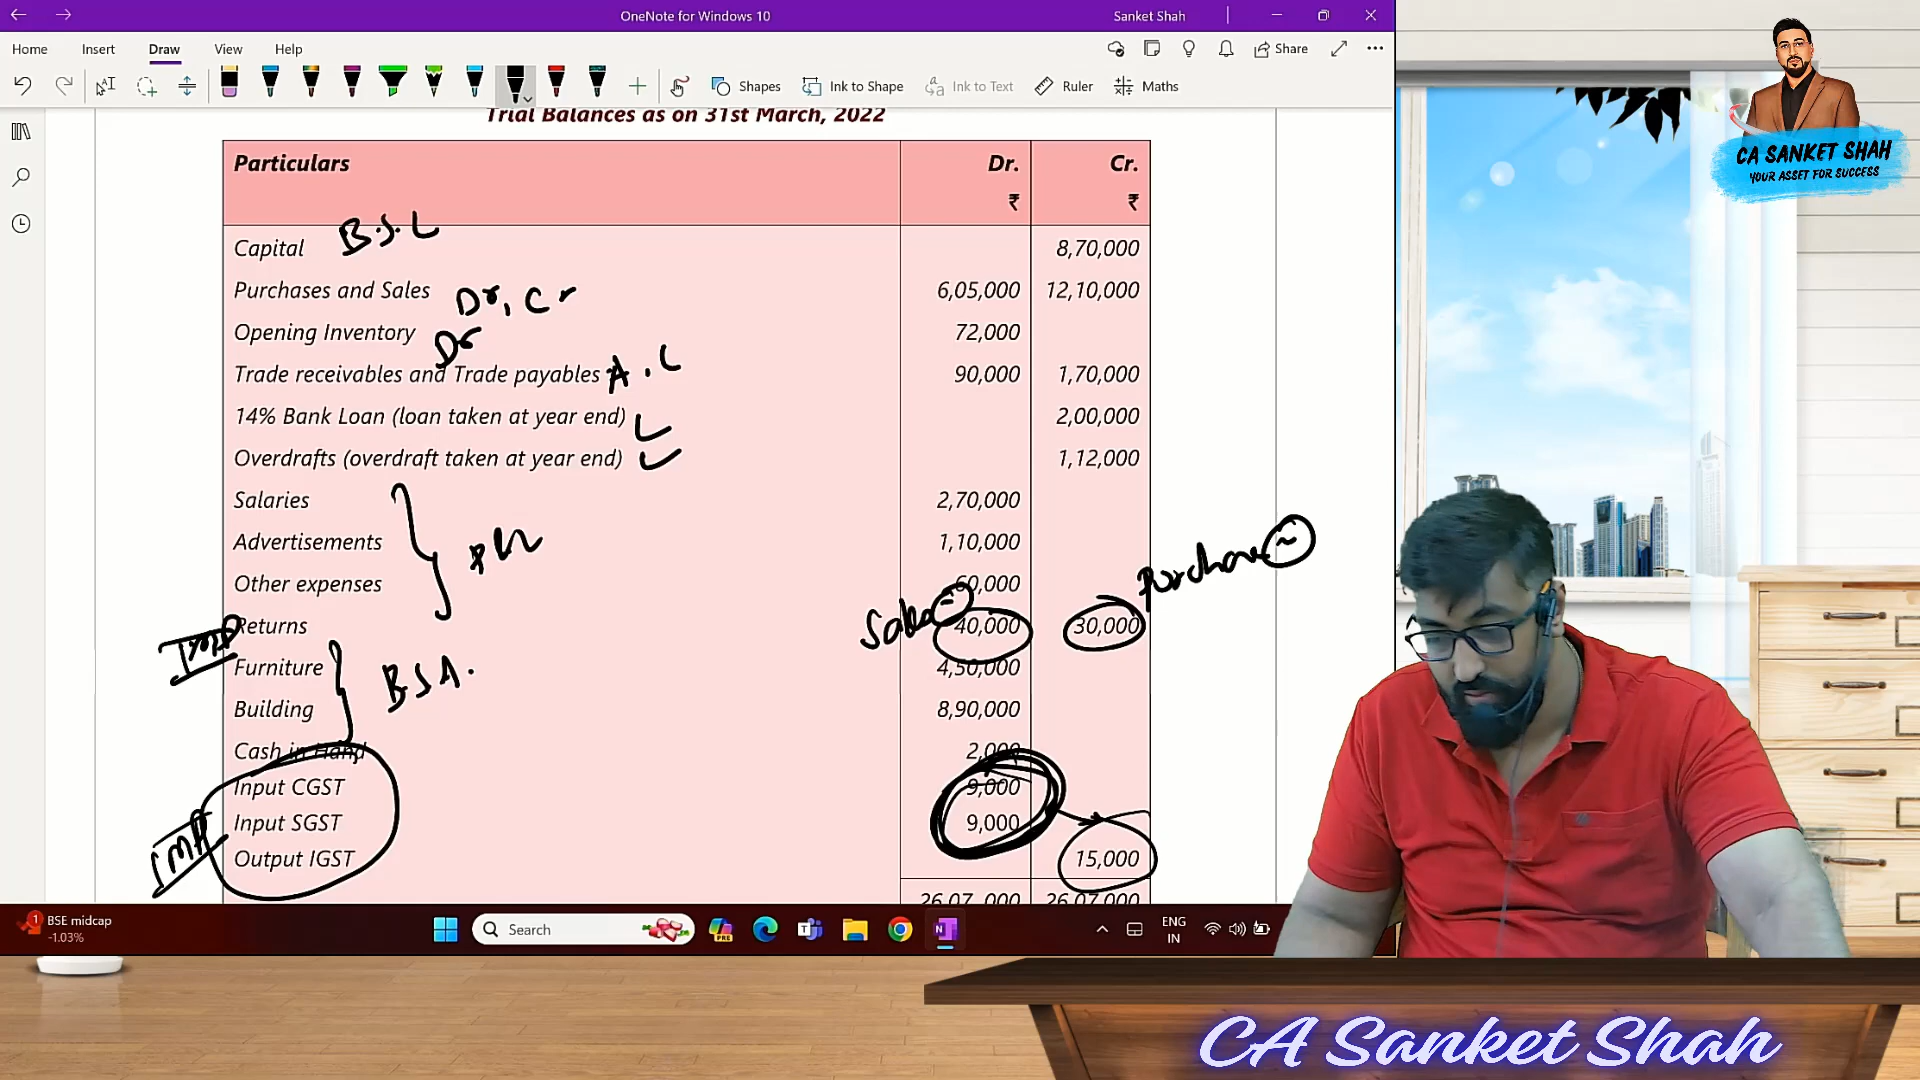 OneNote for Windows 10
Sanket Shah
Home Insert Draw View Help
Share
Shapes Ink to Shape Ink to Text Ruler Maths
Trial Balances as on 31st March, 2022
Particulars Dr. Cr.
₹ ₹
Capital B.S.L 8,70,000
Purchases and Sales Dr, Cr 6,05,000 12,10,000
Opening Inventory Dr 72,000
Trade receivables and Trade payables A. L 90,000 1,70,000
14% Bank Loan (loan taken at year end) L 2,00,000
Overdrafts (overdraft taken at year end) L 1,12,000
Salaries 2,70,000
Advertisements 1,10,000
Other expenses 60,000
Purchase -
Sales -
IMP Returns 40,000 30,000
Furniture 4,50,000
B.S.A.
Building 8,90,000
Cash in Hand 2,000
Input CGST 9,000
Input SGST 9,000
IMP Output IGST 15,000
26,07,000 26,07,000
BSE midcap
-1.03%
1
Search
PRE
ENG
IN
CA SANKET SHAH
YOUR ASSET FOR SUCCESS
CA Sanket Shah